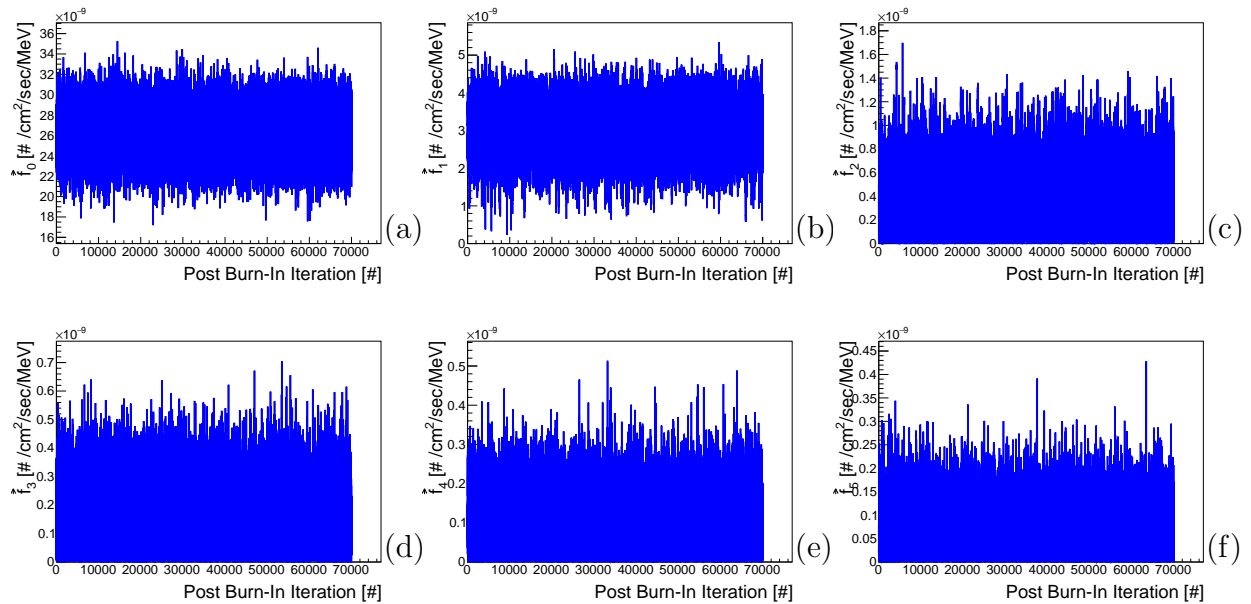 ×10⁻⁹
f̂₀ [# /cm²/sec/MeV]
36
34
32
30
28
26
24
22
20
18
16
0 10000 20000 30000 40000 50000 60000 70000
Post Burn-In Iteration [#]
(a)
×10⁻⁹
f̂₁ [# /cm²/sec/MeV]
5
4
3
2
1
0
0 10000 20000 30000 40000 50000 60000 70000
Post Burn-In Iteration [#]
(b)
×10⁻⁹
f̂₂ [# /cm²/sec/MeV]
1.8
1.6
1.4
1.2
1
0.8
0.6
0.4
0.2
0
0 10000 20000 30000 40000 50000 60000 70000
Post Burn-In Iteration [#]
(c)
×10⁻⁹
f̂₃ [# /cm²/sec/MeV]
0.7
0.6
0.5
0.4
0.3
0.2
0.1
0
0 10000 20000 30000 40000 50000 60000 70000
Post Burn-In Iteration [#]
(d)
×10⁻⁹
f̂₄ [# /cm²/sec/MeV]
0.5
0.4
0.3
0.2
0.1
0
0 10000 20000 30000 40000 50000 60000 70000
Post Burn-In Iteration [#]
(e)
×10⁻⁹
f̂₅ [# /cm²/sec/MeV]
0.45
0.4
0.35
0.3
0.25
0.2
0.15
0.1
0.05
0
0 10000 20000 30000 40000 50000 60000 70000
Post Burn-In Iteration [#]
(f)